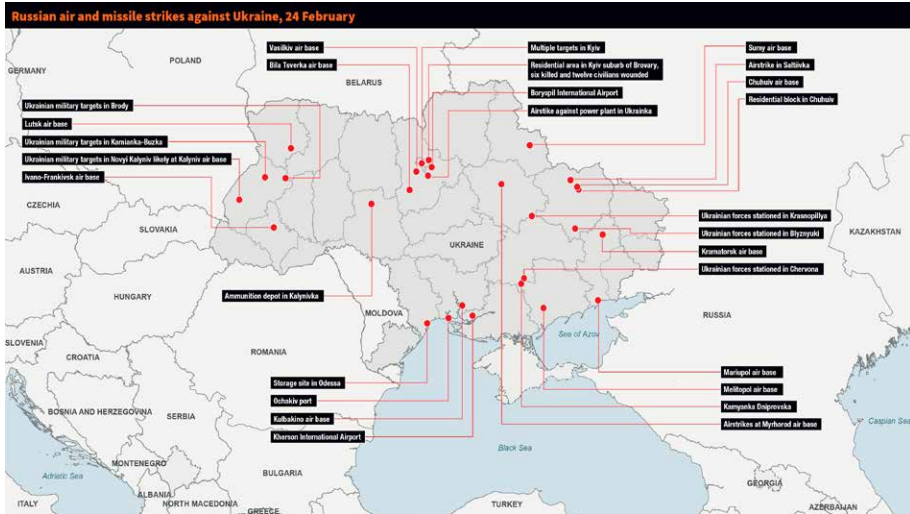 Russian air and missile strikes against Ukraine, 24 February
Vasilkiv air base
Bila Tsverka air base
Multiple targets in Kyiv
Residential area in Kyiv suburb of Brovary,
six killed and twelve civilians wounded
Boryspil International Airport
Airstike against power plant in Ukrainka
Sumy air base
Airstrike in Saltiivka
Chuhuiv air base
Residential block in Chuhuiv
Ukrainian military targets in Brody
Lutsk air base
Ukrainian military targets in Kamianka-Buzka
Ukrainian military targets in Novyi Kalyniv likely at Kalyniv air base
Ivano-Frankivsk air base
Ukrainian forces stationed in Krasnopillya
Ukrainian forces stationed in Blyznyuki
Kramatorsk air base
Ukrainian forces stationed in Chervona
Ammunition depot in Kalynivka
Storage site in Odessa
Ochakiv port
Kulbakino air base
Kherson International Airport
Mariupol air base
Melitopol air base
Kamyanka Dniprovska
Airstrikes at Myrhorod air base
GERMANY
POLAND
BELARUS
CZECHIA
SLOVAKIA
UKRAINE
KAZAKHSTAN
AUSTRIA
HUNGARY
MOLDOVA
RUSSIA
SLOVENIA
CROATIA
ROMANIA
Sea of Azov
BOSNIA AND HERZEGOVINA
SERBIA
Caspian Sea
Black Sea
MONTENEGRO
BULGARIA
Adriatic Sea
ALBANIA
NORTH MACEDONIA
GEORGIA
ITALY
GREECE
TURKEY
AZERBAIJAN